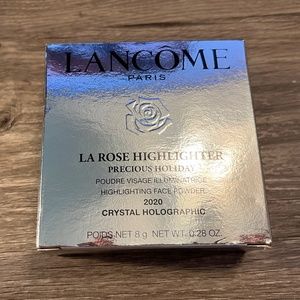 LANCÔME
PARIS
LA ROSE HIGHLIGHTER
PRECIOUS HOLIDAY
POUDRE VISAGE ILLUMINATRICE
HIGHLIGHTING FACE POWDER
2020
CRYSTAL HOLOGRAPHIC
POIDS NET 8 g NET WT. 0.28 OZ.